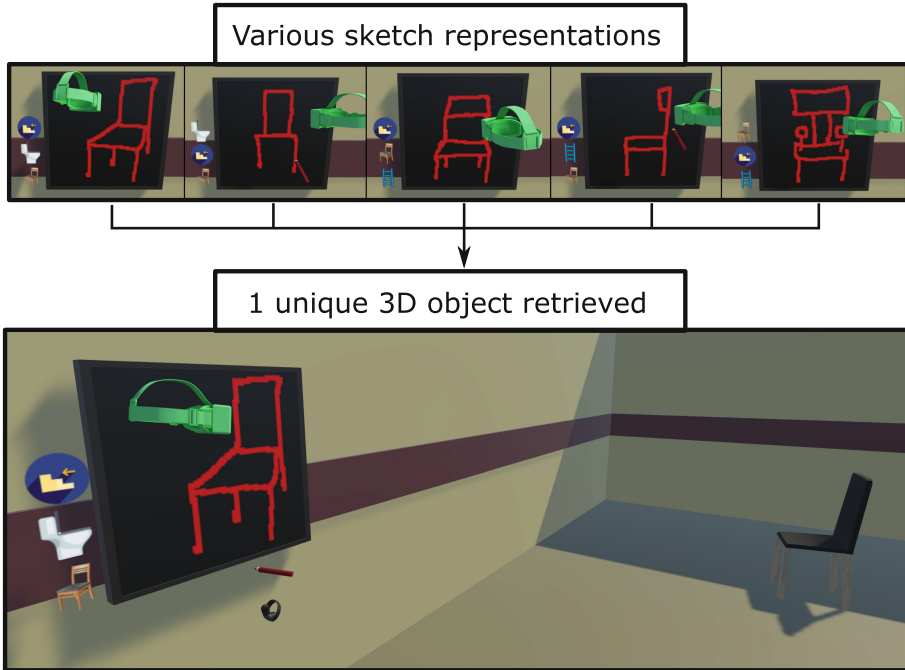 Various sketch representations
1 unique 3D object retrieved